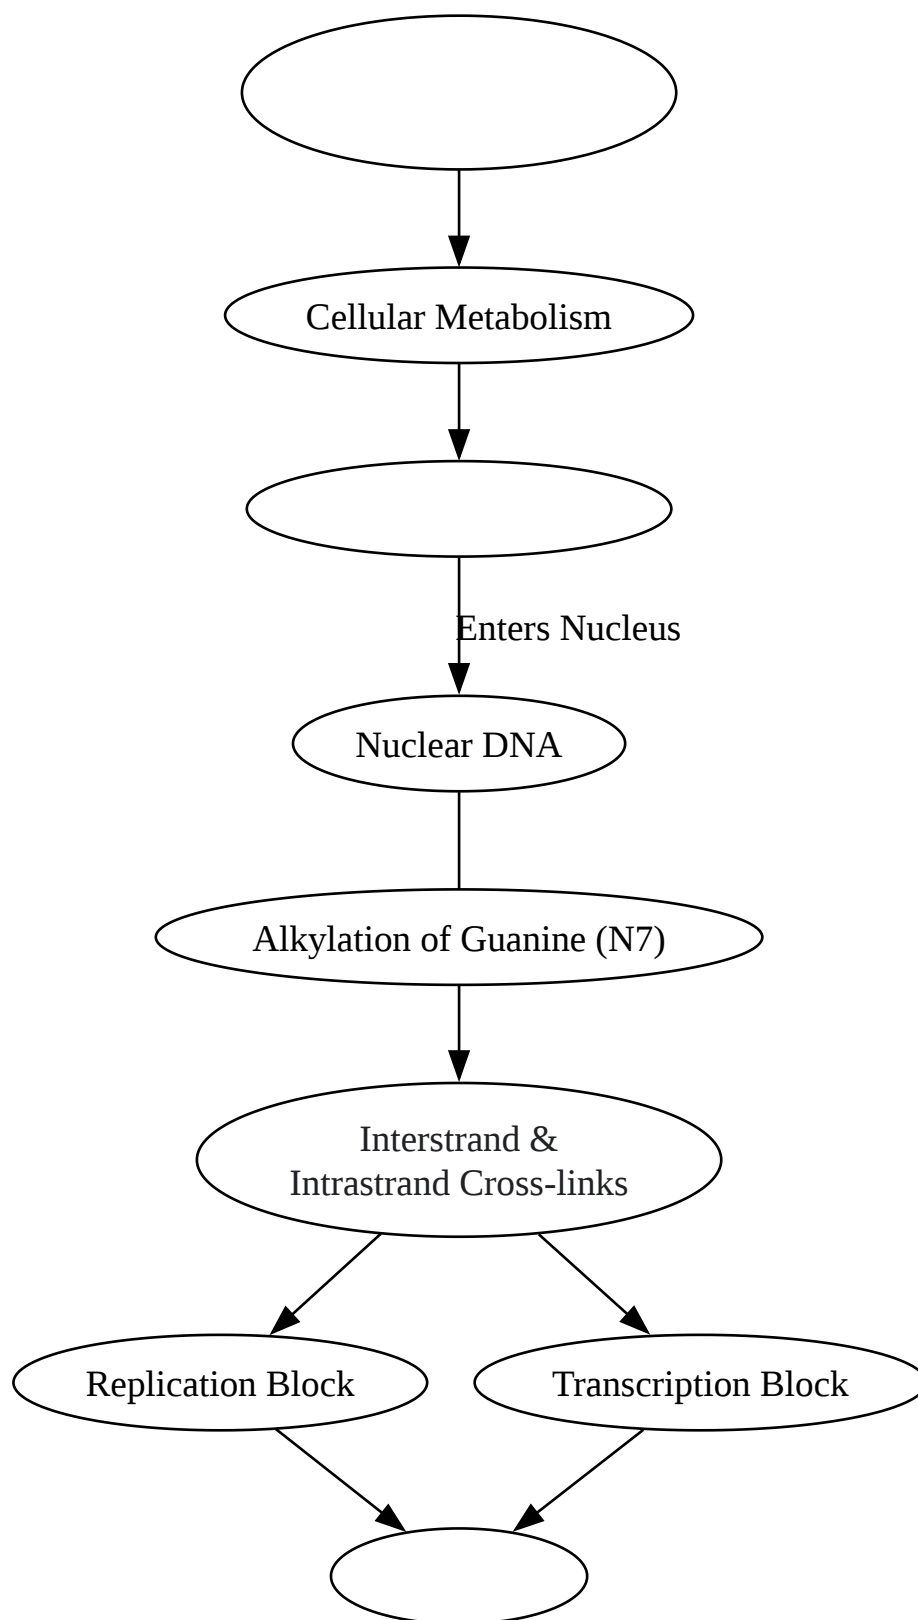 Cellular Metabolism
Enters Nucleus
Nuclear DNA
Alkylation of Guanine (N7)
Interstrand &
Intrastrand Cross-links
Replication Block
Transcription Block